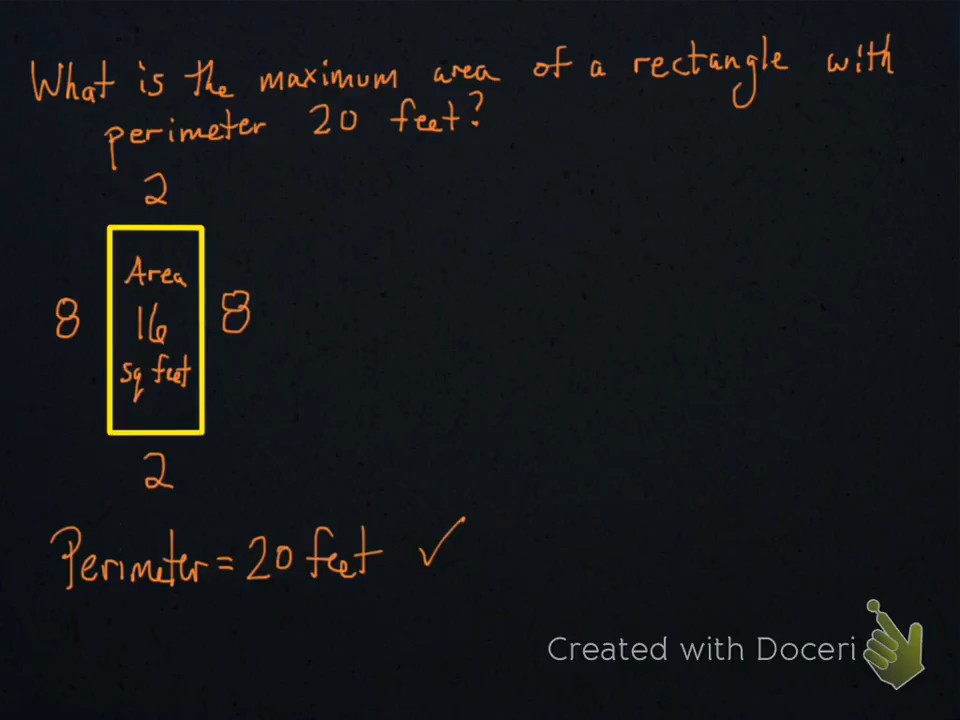 What is the maximum area of a rectangle with
perimeter 20 feet?
2
Area
8 16 8
sq feet
2
Perimeter = 20 feet ✓
Created with Doceri